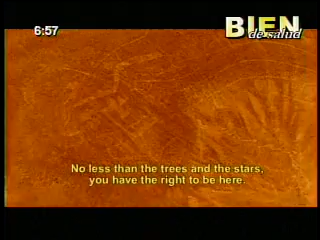 6:57
BIEN
de salud
No less than the trees and the stars,
you have the right to be here.